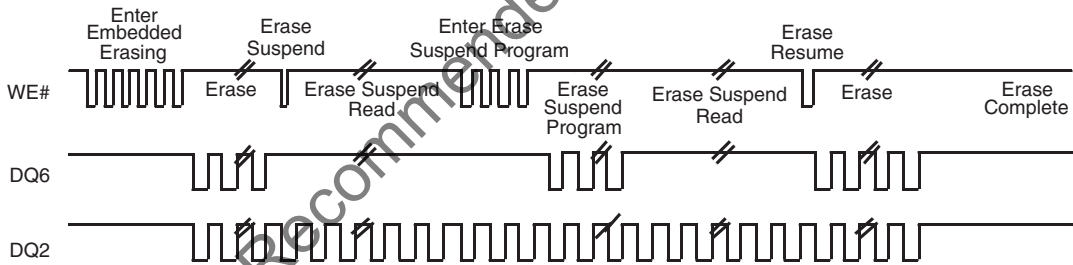 Enter
Embedded
Erasing
Erase
Suspend
Enter Erase
Suspend Program
Erase
Resume
WE#
Erase
Erase Suspend
Read
Erase
Suspend
Program
Erase Suspend
Read
Erase
Erase
Complete
DQ6
DQ2
Recommende